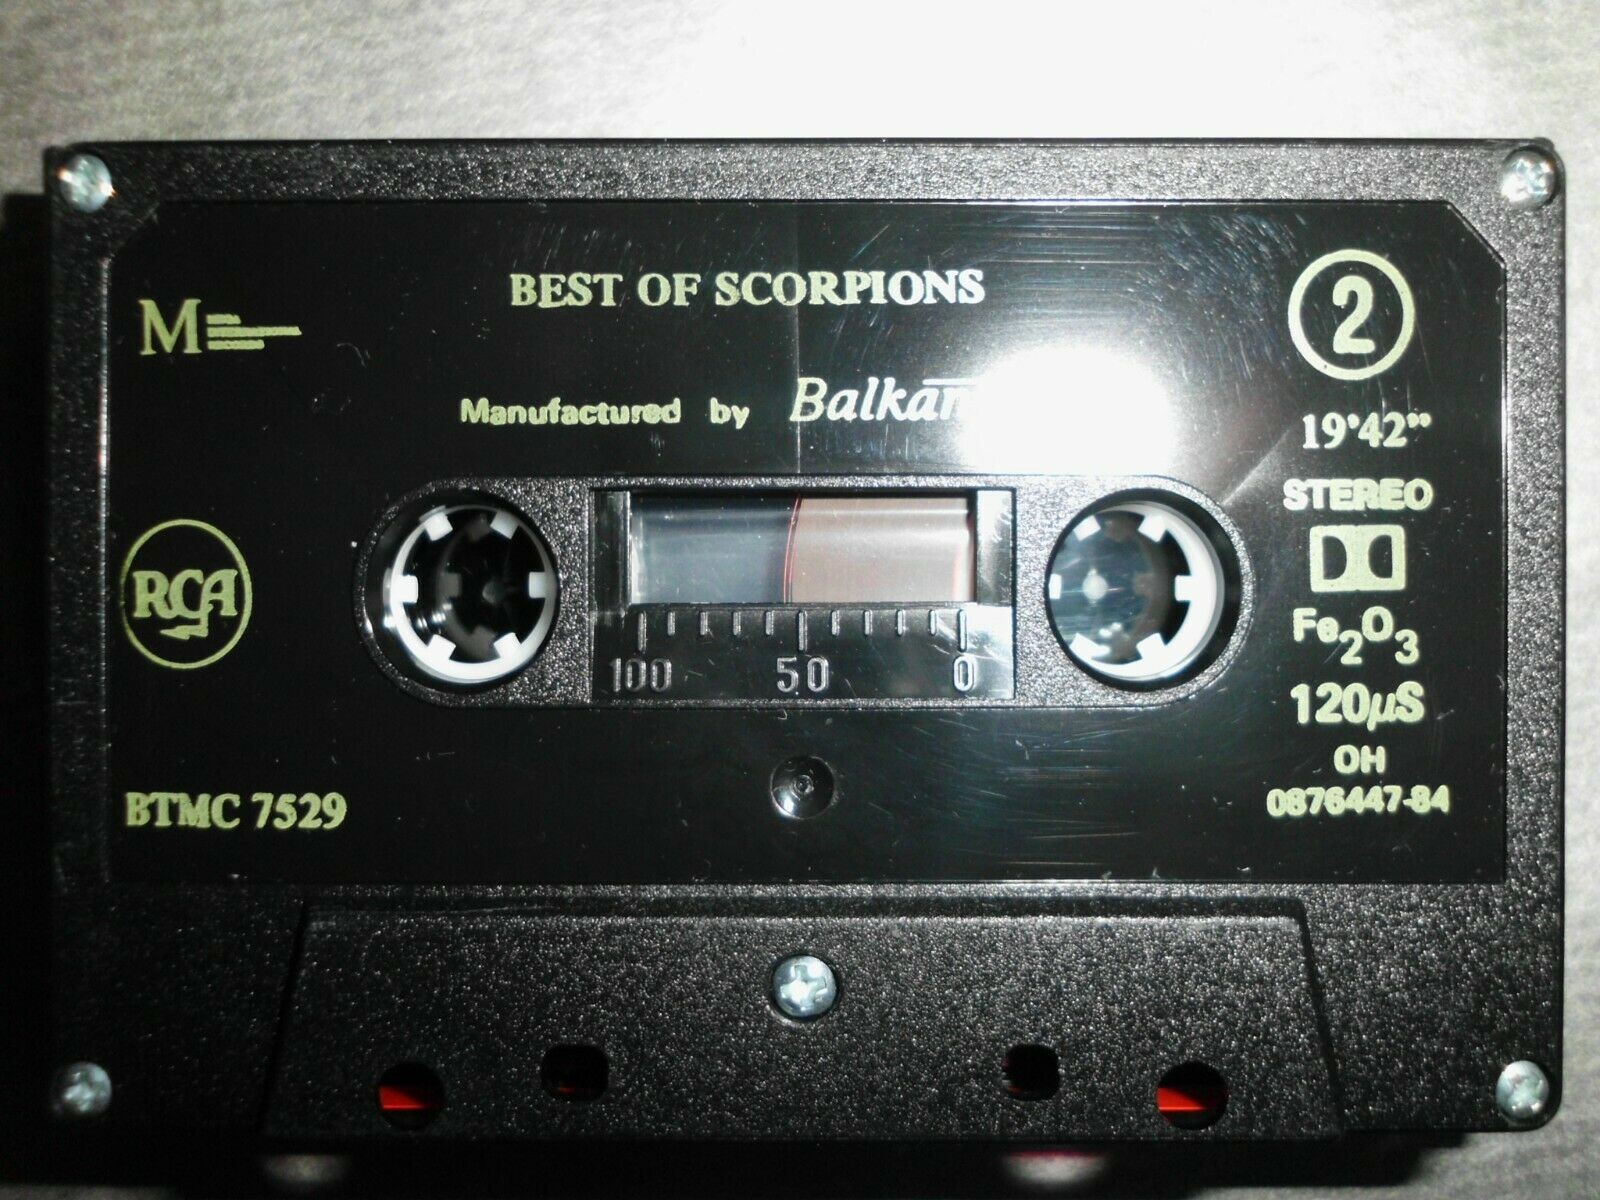 BEST OF SCORPIONS
M
Manufactured by Balkan
2
19'42"
STEREO
Fe2O3
120µS
OH
0876447-84
RCA
BTMC 7529
100 50 0